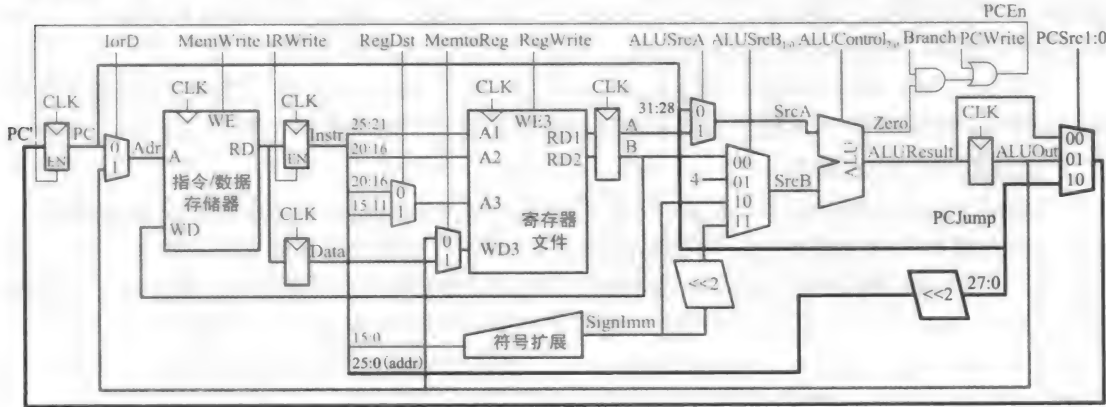 PCEn
IorD MemWrite IRWrite RegDst MemtoReg RegWrite ALUSrcA ALUSrcB1:0 ALUControl2:0 Branch PCWrite PCSrc1:0
CLK CLK CLK CLK CLK CLK
PC' PC EN
0 1 Adr
WE A RD
指令/数据
存储器
WD
Instr EN
CLK
Data
25:21
20:16
20:16
15:11
0 1
0 1
WE3
A1 RD1
A2 RD2
A3
寄存器
文件
WD3
A
B
31:28
0 1
SrcA
4
00
01
10
11
SrcB
ALU
Zero
ALUResult
ALUOut
00
01
10
PCJump
<<2
<<2
27:0
SignImm
符号扩展
15:0
25:0 (addr)